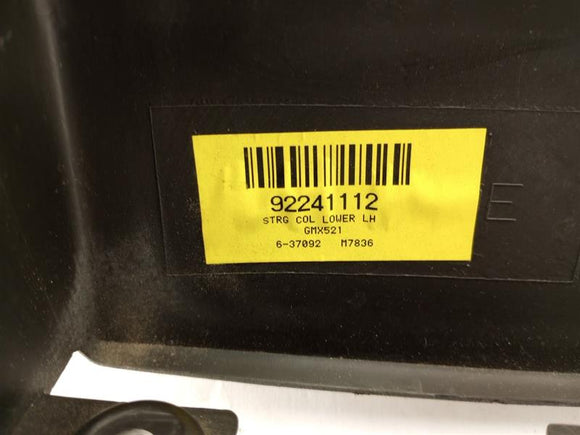 92241112
STRG COL LOWER LH
GMX521
6-37092 M7836
E